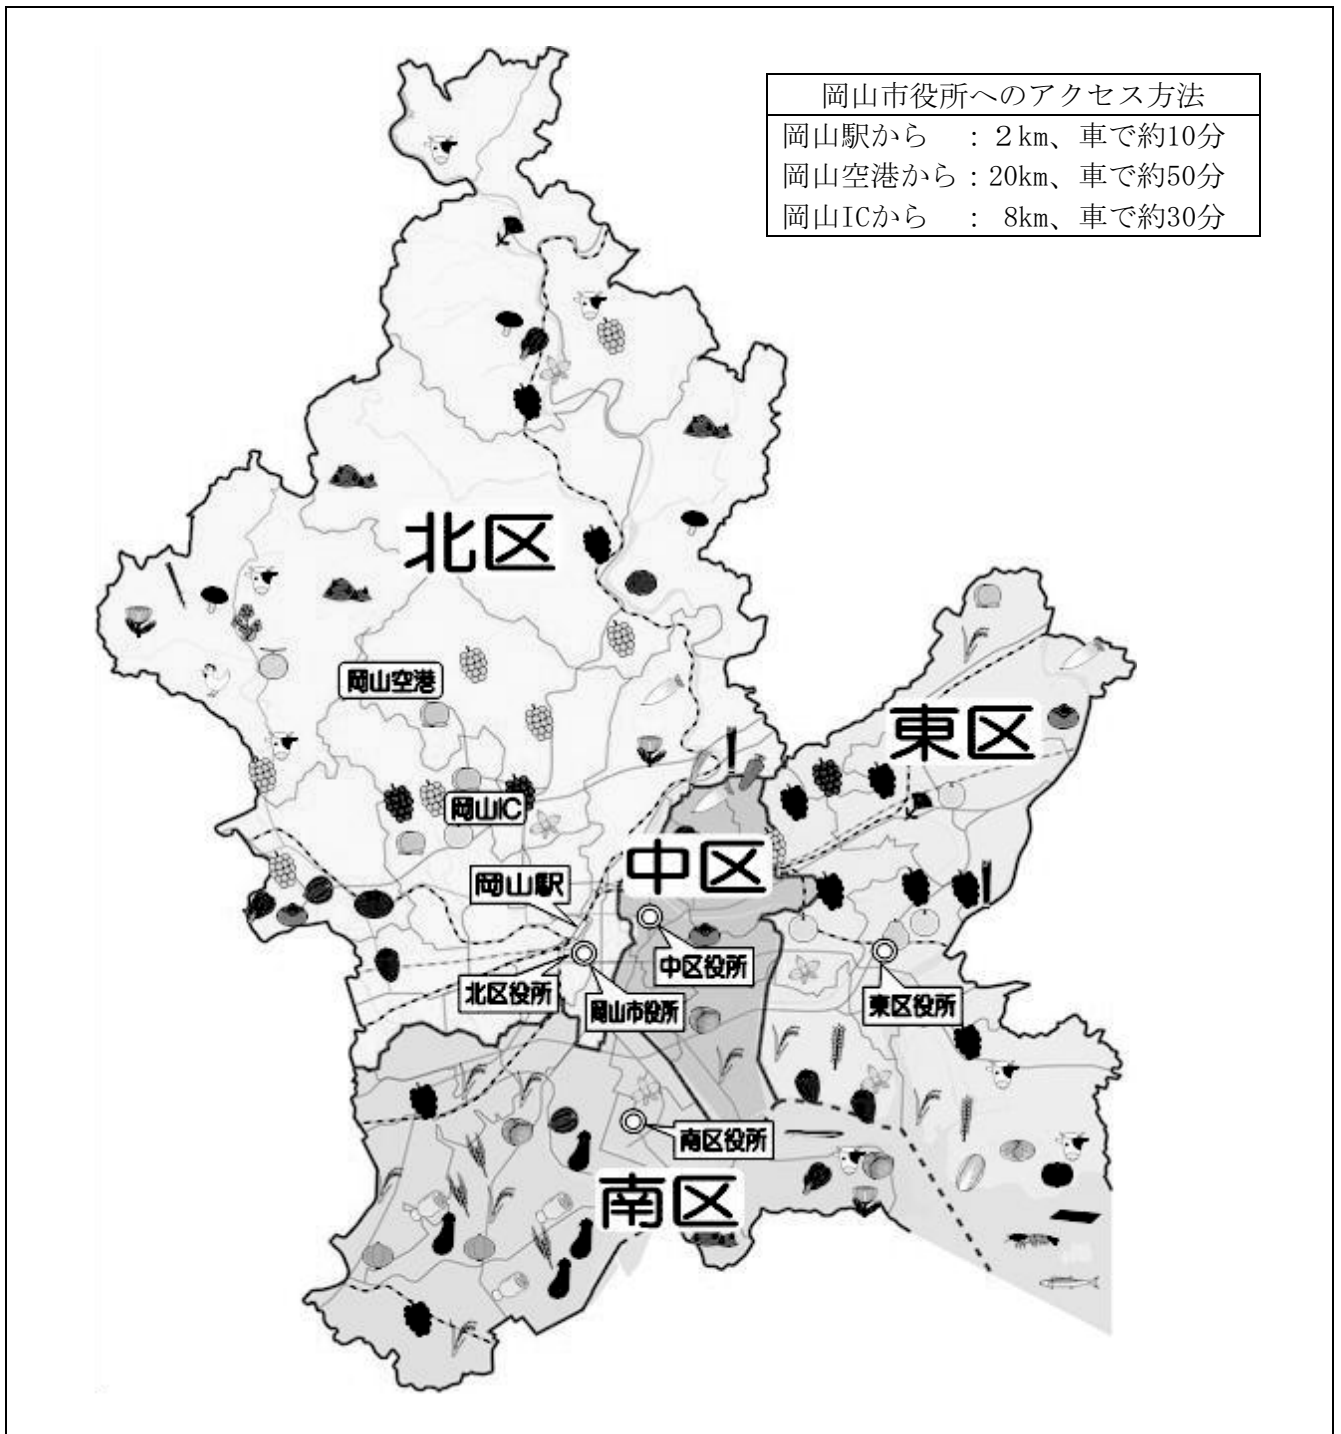 岡山市役所へのアクセス方法
岡山駅から　：２km、車で約10分
岡山空港から：20km、車で約50分
岡山ICから　： 8km、車で約30分
北区
岡山空港
東区
岡山IC
中区
岡山駅
中区役所
北区役所
岡山市役所
東区役所
南区役所
南区